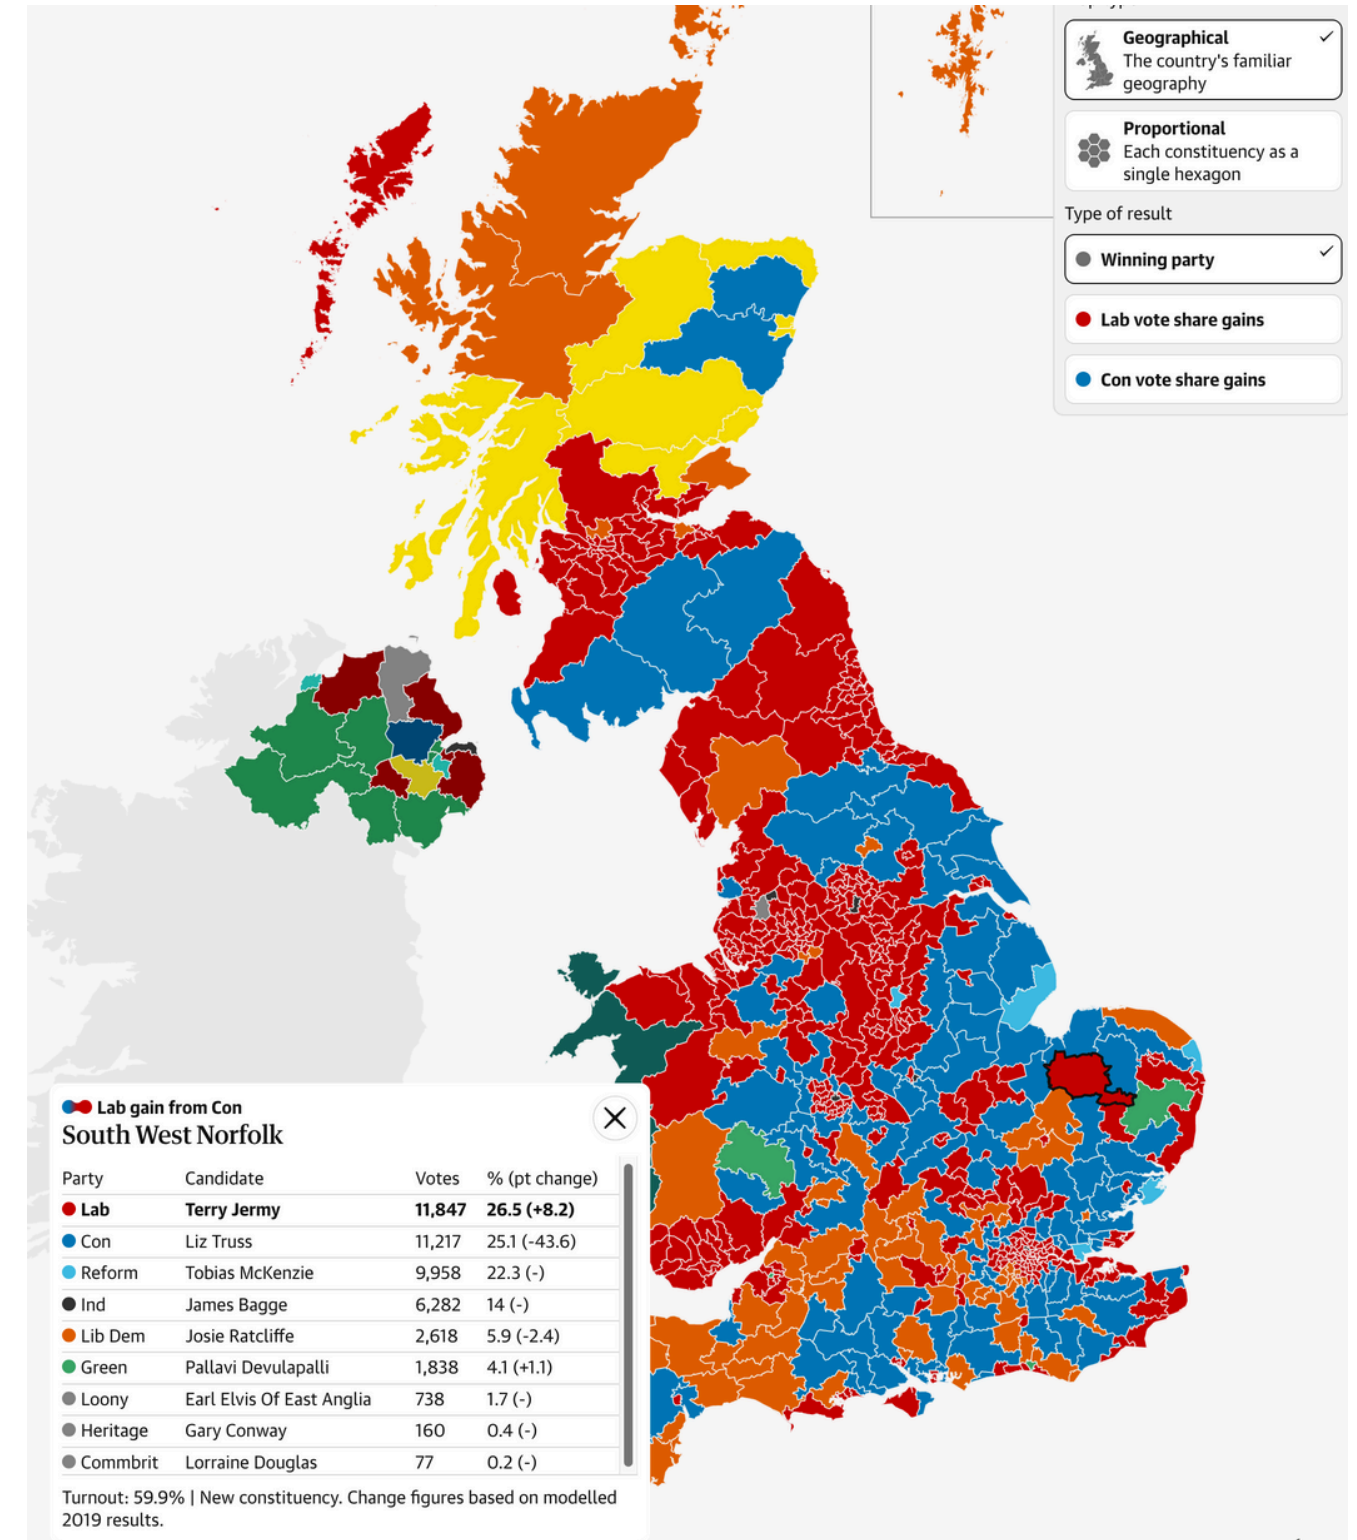 Geographical
The country's familiar
geography
Proportional
Each constituency as a
single hexagon
Type of result
Winning party
Lab vote share gains
Con vote share gains
Lab gain from Con
South West Norfolk
Party Candidate Votes % (pt change)
Lab Terry Jermy 11,847 26.5 (+8.2)
Con Liz Truss 11,217 25.1 (-43.6)
Reform Tobias McKenzie 9,958 22.3 (-)
Ind James Bagge 6,282 14 (-)
Lib Dem Josie Ratcliffe 2,618 5.9 (-2.4)
Green Pallavi Devulapalli 1,838 4.1 (+1.1)
Loony Earl Elvis Of East Anglia 738 1.7 (-)
Heritage Gary Conway 160 0.4 (-)
Commbrit Lorraine Douglas 77 0.2 (-)
Turnout: 59.9% | New constituency. Change figures based on modelled
2019 results.